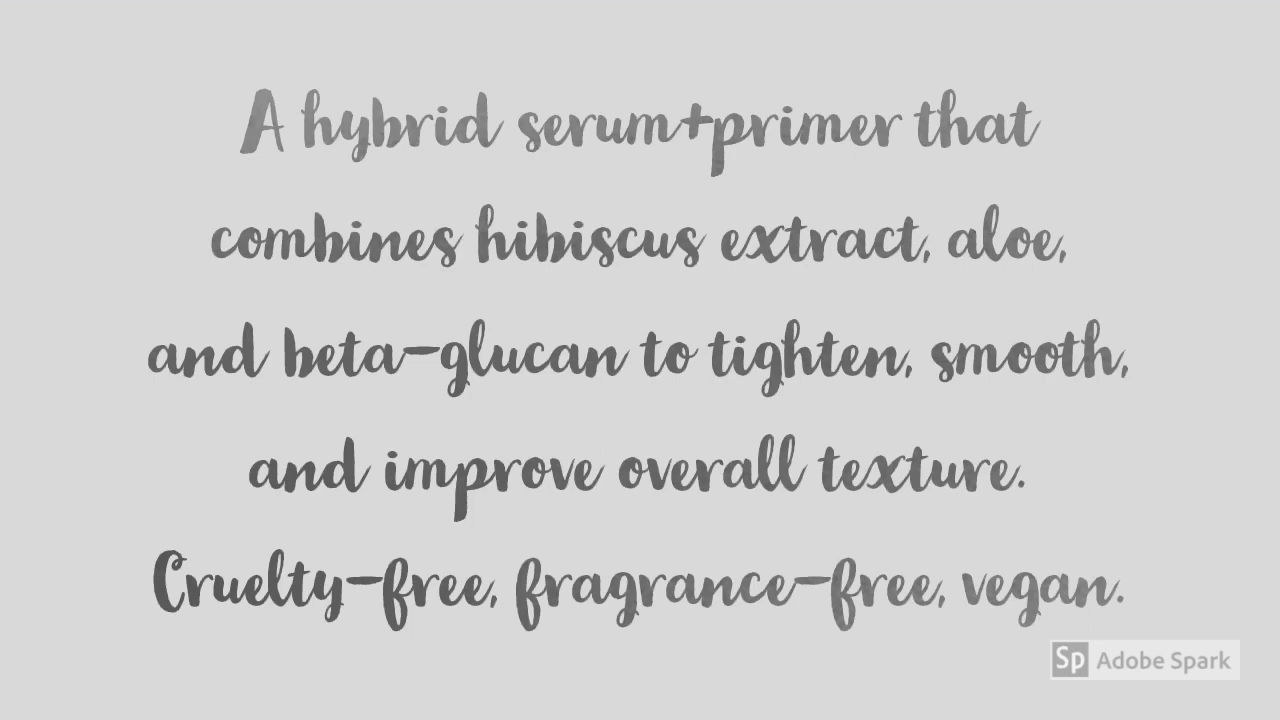 A hybrid serum+primer that
combines hibiscus extract, aloe,
and beta-glucan to tighten, smooth,
and improve overall texture.
Cruelty-free, fragrance-free, vegan.
Sp Adobe Spark